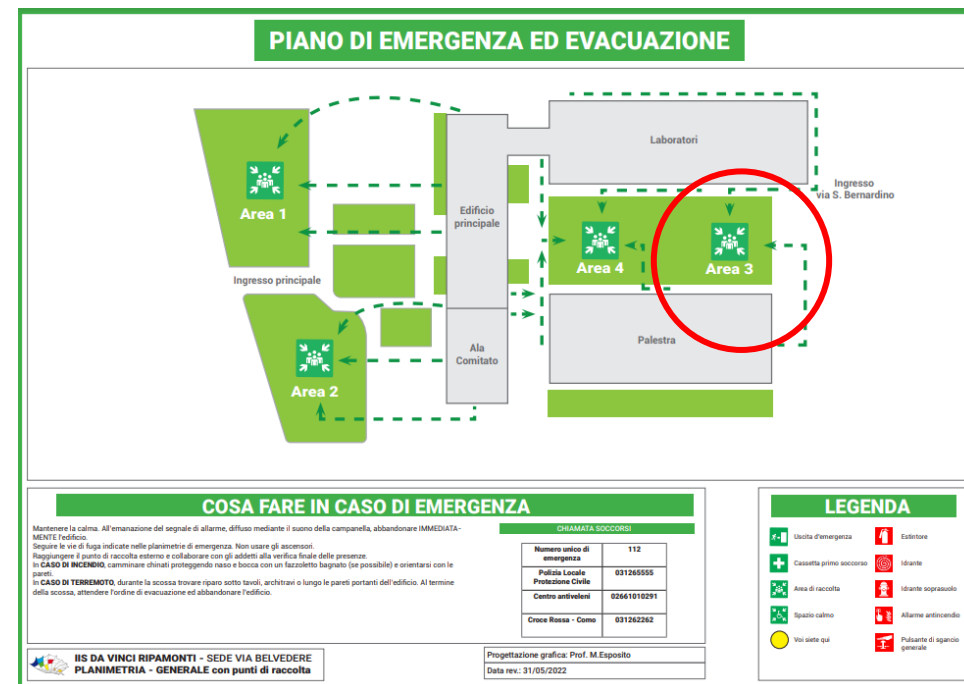 PIANO DI EMERGENZA ED EVACUAZIONE
Laboratori
Ingresso
via S. Bernardino
Area 1
Edificio
principale
Area 4
Area 3
Ingresso principale
Palestra
Ala
Comitato
Area 2
COSA FARE IN CASO DI EMERGENZA
Mantenere la calma. All'emanazione del segnale di allarme, diffuso mediante il suono della campanella, abbandonare IMMEDIATA-
MENTE l'edificio.
Seguire le vie di fuga indicate nelle planimetrie di emergenza. Non usare gli ascensori.
Raggiungere il punto di raccolta esterno e collaborare con gli addetti alla verifica finale delle presenze.
In CASO DI INCENDIO, camminare chinati proteggendo naso e bocca con un fazzoletto bagnato (se possibile) e orientarsi con le
pareti.
In CASO DI TERREMOTO, durante la scossa trovare riparo sotto tavoli, architravi o lungo le pareti portanti dell'edificio. Al termine
della scossa, attendere l'ordine di evacuazione ed abbandonare l'edificio.
CHIAMATA SOCCORSI
Numero unico di
emergenza
112
Polizia Locale
Protezione Civile
031265555
Centro antiveleni
02661010291
Croce Rossa - Como
031262262
LEGENDA
Uscita d'emergenza
Estintore
Cassetta primo soccorso
Idrante
Area di raccolta
Idrante soprasuolo
Spazio calmo
Allarme antincendio
Voi siete qui
Pulsante di sgancio
generale
IIS DA VINCI RIPAMONTI - SEDE VIA BELVEDERE
PLANIMETRIA - GENERALE con punti di raccolta
Progettazione grafica: Prof. M.Esposito
Data rev.: 31/05/2022